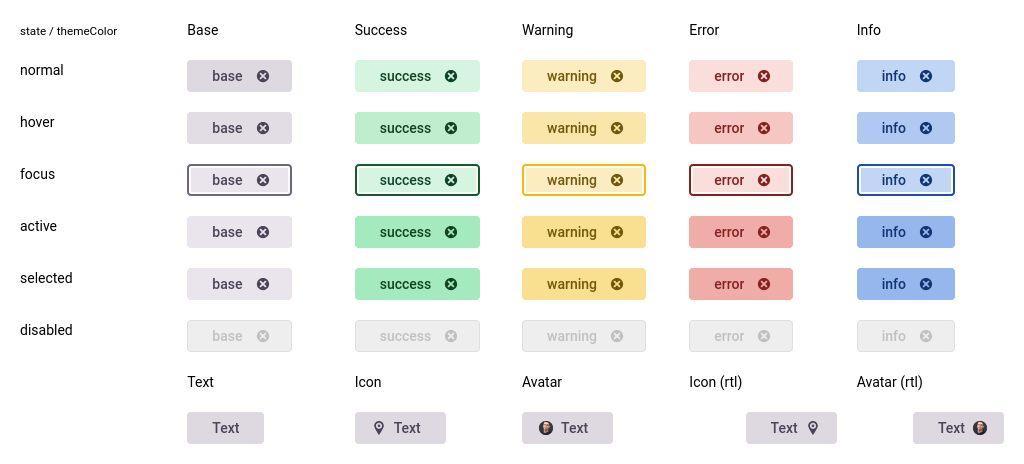 state / themeColor Base Success Warning Error Info
normal base success warning error info
hover base success warning error info
focus base success warning error info
active base success warning error info
selected base success warning error info
disabled base success warning error info
Text Icon Avatar Icon (rtl) Avatar (rtl)
Text Text Text Text Text